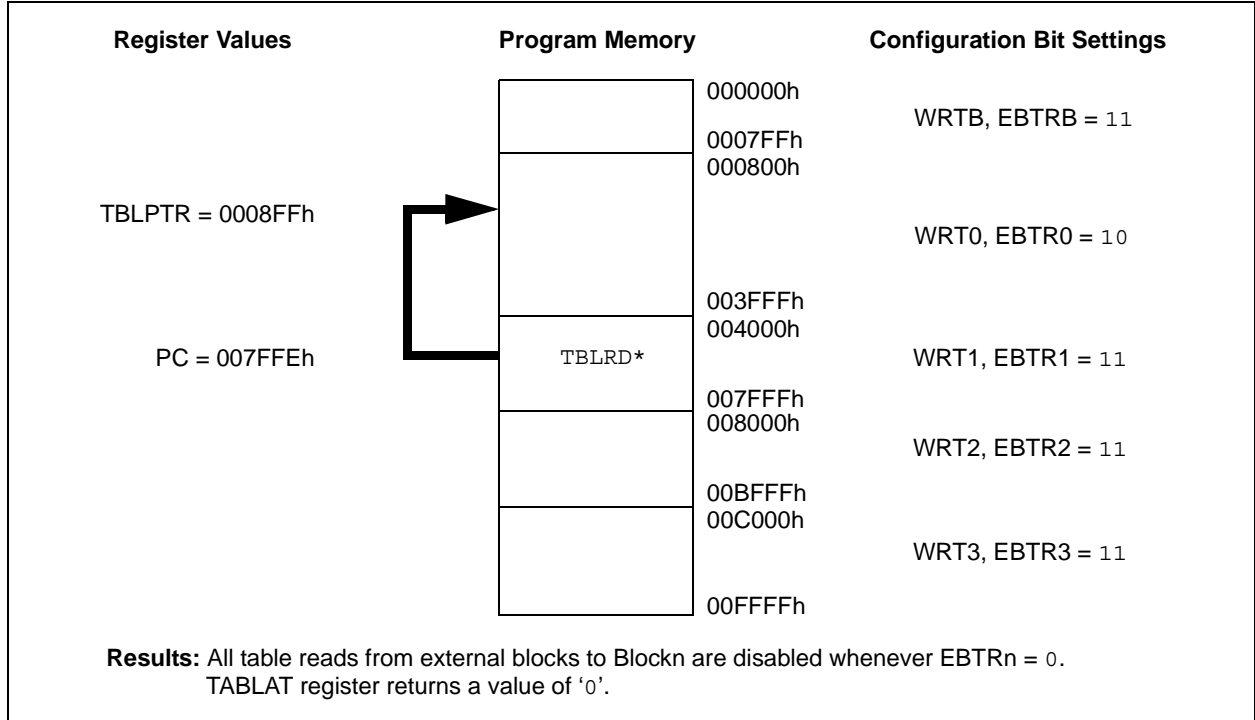 Register Values Program Memory Configuration Bit Settings
000000h
WRTB, EBTRB = 11
0007FFh
000800h
TBLPTR = 0008FFh
WRT0, EBTR0 = 10
003FFFh
004000h
PC = 007FFEh TBLRD* WRT1, EBTR1 = 11
007FFFh
008000h
WRT2, EBTR2 = 11
00BFFFh
00C000h
WRT3, EBTR3 = 11
00FFFFh
Results: All table reads from external blocks to Blockn are disabled whenever EBTRn = 0.
TABLAT register returns a value of ‘0’.